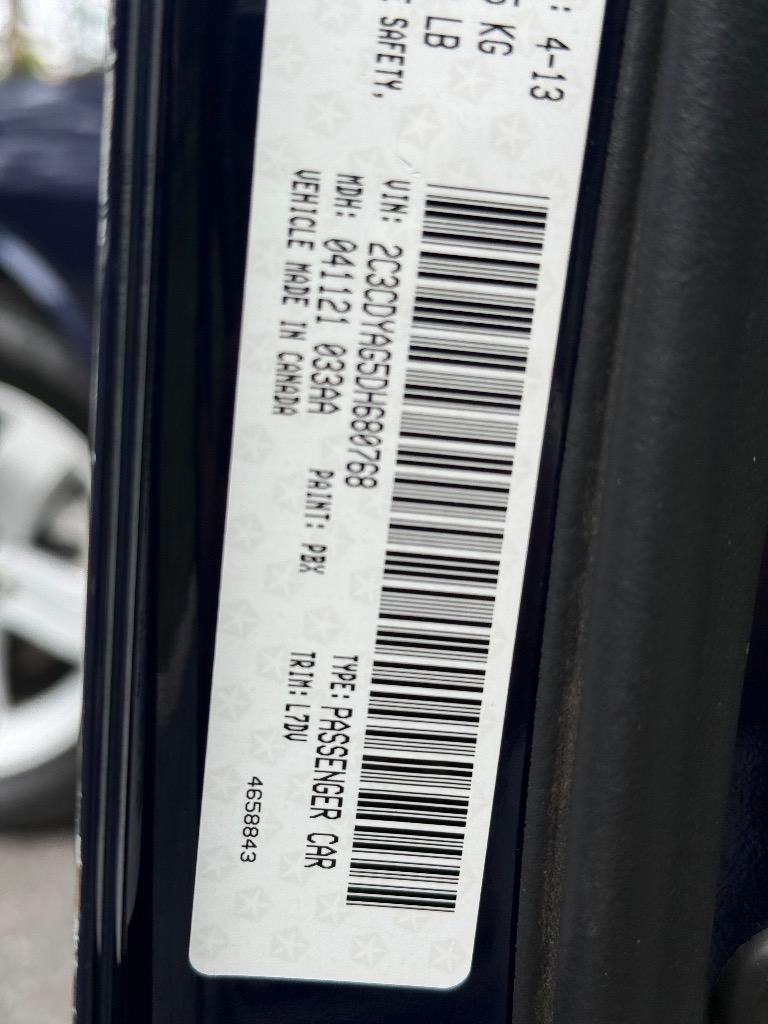 : 4-13
KG
LB
SAFETY,
VIN: 2C3CDYAG5DH680768
TYPE: PASSENGER CAR
MDH: 041121 033AA
PAINT: PBX
TRIM: L7DV
VEHICLE MADE IN CANADA
4658843